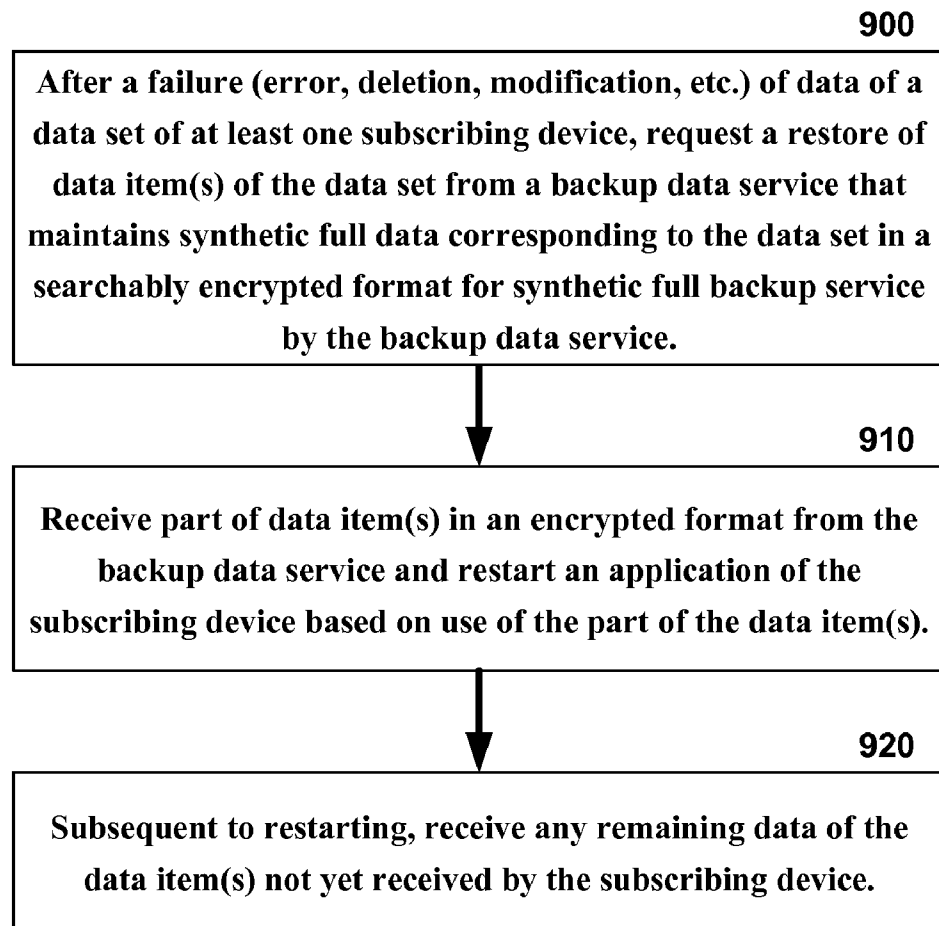 900
After a failure (error, deletion, modification, etc.) of data of a
data set of at least one subscribing device, request a restore of
data item(s) of the data set from a backup data service that
maintains synthetic full data corresponding to the data set in a
searchably encrypted format for synthetic full backup service
by the backup data service.
910
Receive part of data item(s) in an encrypted format from the
backup data service and restart an application of the
subscribing device based on use of the part of the data item(s).
920
Subsequent to restarting, receive any remaining data of the
data item(s) not yet received by the subscribing device.